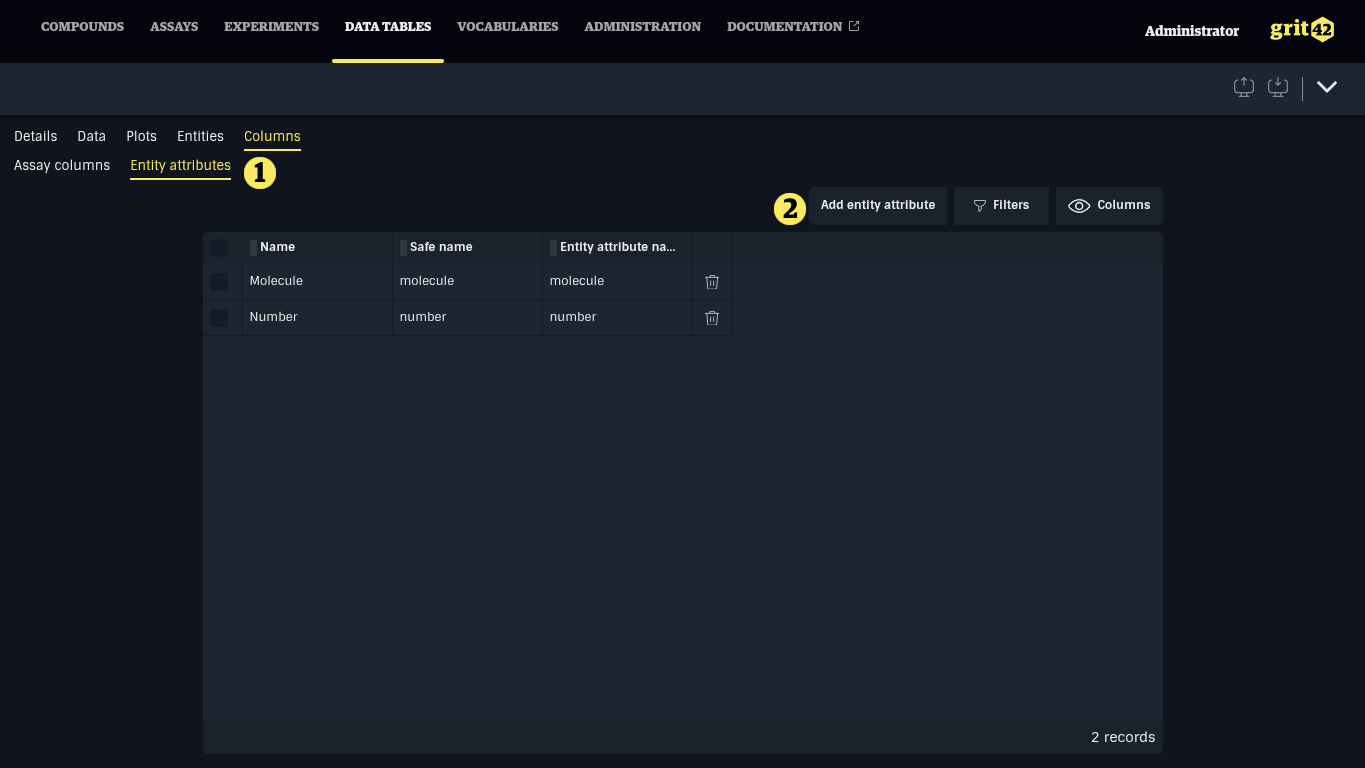 COMPOUNDS ASSAYS EXPERIMENTS DATA TABLES VOCABULARIES ADMINISTRATION DOCUMENTATION Administrator grit42
Details Data Plots Entities Columns
Assay columns Entity attributes 1
2 Add entity attribute Filters Columns
Name Safe name Entity attribute na...
Molecule molecule molecule
Number number number
2 records